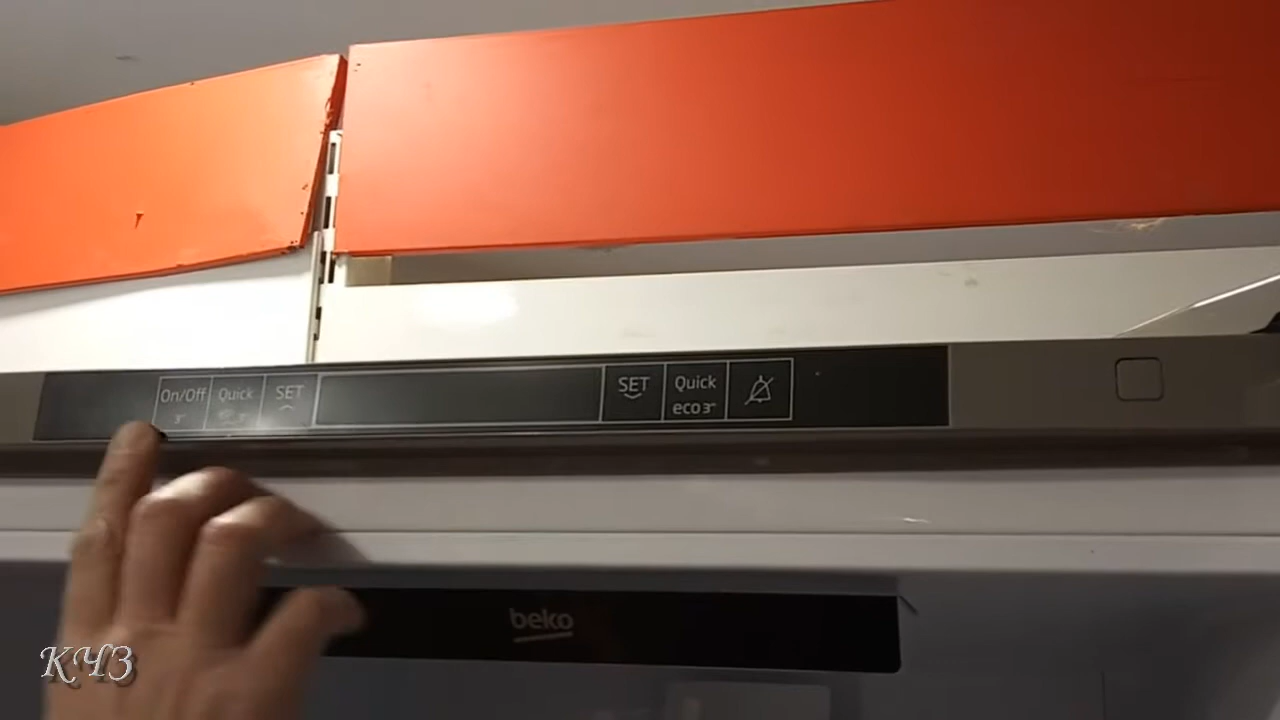 On/Off
3"
Quick
SET
SET
Quick
eco 3"
beko
КЧЗ